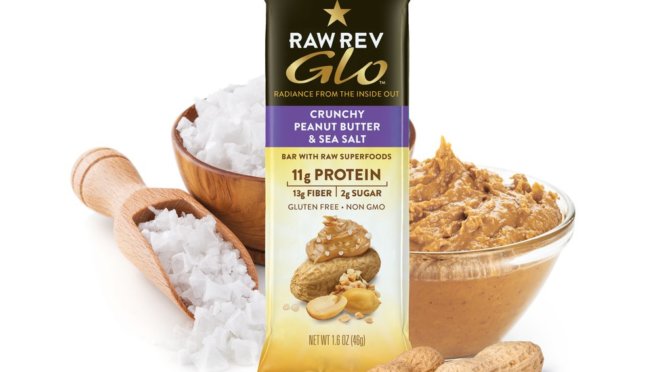 RAW REV
Glo™
RADIANCE FROM THE INSIDE OUT
CRUNCHY
PEANUT BUTTER
& SEA SALT
BAR WITH RAW SUPERFOODS
11g PROTEIN
13g FIBER | 2g SUGAR
GLUTEN FREE • NON GMO
NET WT 1.6 OZ (46g)